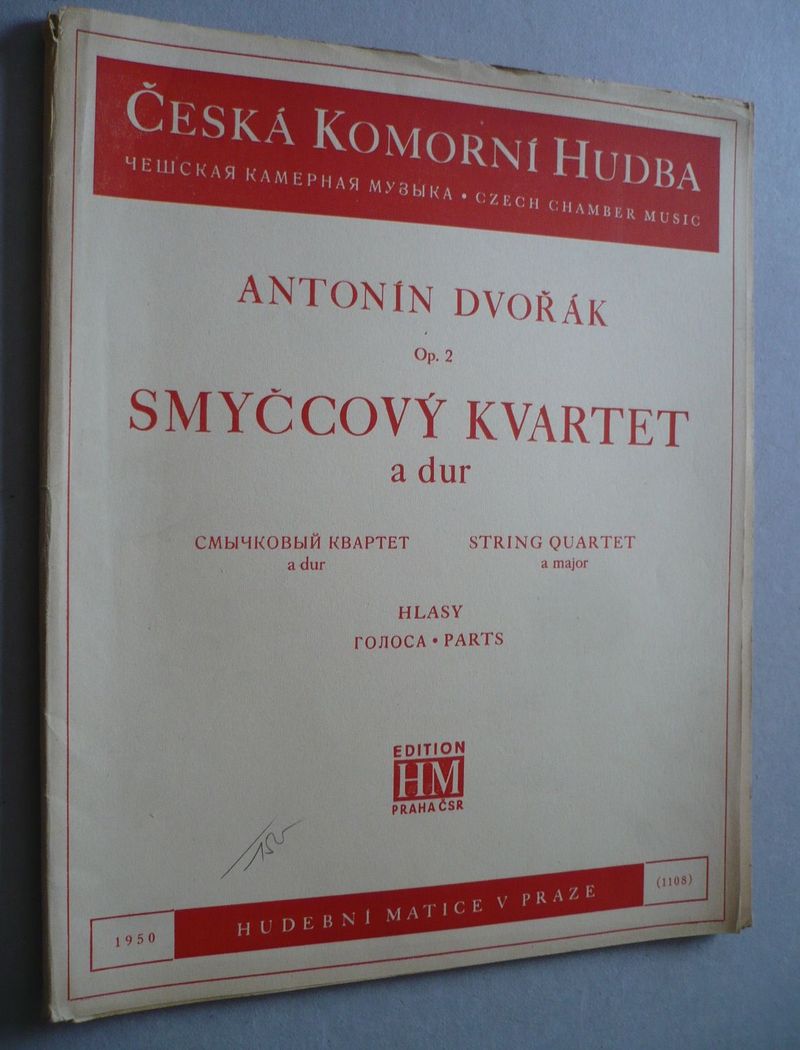 ČESKÁ KOMORNÍ HUDBA
ЧЕШСКАЯ КАМЕРНАЯ МУЗЫКА • CZECH CHAMBER MUSIC
ANTONÍN DVOŘÁK
Op. 2
SMYČCOVÝ KVARTET
a dur
СМЫЧКОВЫЙ КВАРТЕТ STRING QUARTET
a dur a major
HLASY
ГОЛОСА • PARTS
EDITION
HM
PRAHA ČSR
1950 HUDEBNÍ MATICE V PRAZE (1108)